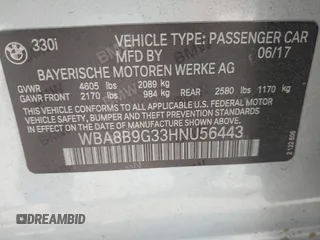 BMW
330i
VEHICLE TYPE: PASSENGER CAR
MFD BY 06/17
BAYERISCHE MOTOREN WERKE AG
GVWR 4605 lbs 2089 kg
GAWR FRONT 2170 lbs 984 kg REAR 2580 lbs 1170 kg
THIS VEHICLE CONFORMS TO ALL APPLICABLE
U.S. FEDERAL MOTOR VEHICLE SAFETY,
BUMPER AND THEFT PREVENTION STANDARDS
IN EFFECT ON THE DATE OF MANUFACTURE SHOWN ABOVE.
WBA8B9G33HNU56443
DREAMBID